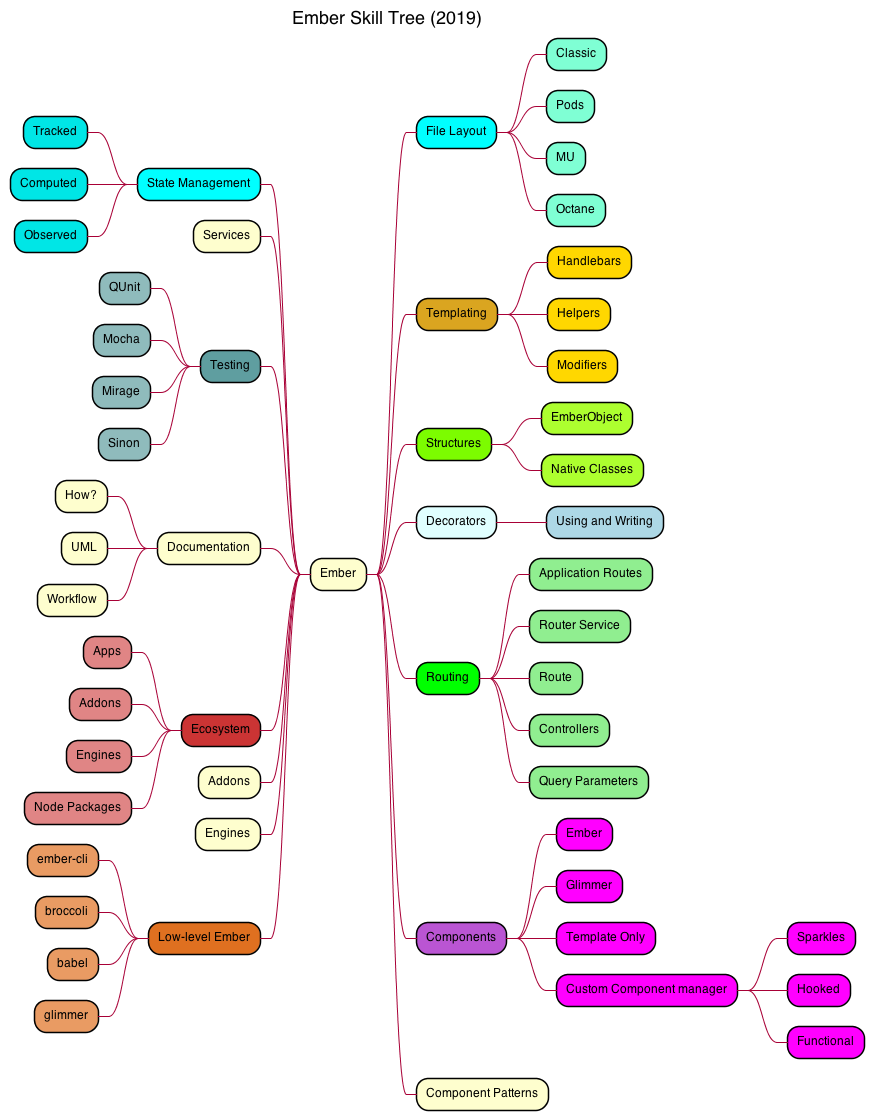 Ember Skill Tree (2019)
Tracked
Computed
Observed
State Management
Services
QUnit
Mocha
Mirage
Sinon
Testing
How?
UML
Workflow
Documentation
Apps
Addons
Engines
Node Packages
Ecosystem
Addons
Engines
ember-cli
broccoli
babel
glimmer
Low-level Ember
Ember
File Layout
Classic
Pods
MU
Octane
Templating
Handlebars
Helpers
Modifiers
Structures
EmberObject
Native Classes
Decorators
Using and Writing
Routing
Application Routes
Router Service
Route
Controllers
Query Parameters
Components
Ember
Glimmer
Template Only
Custom Component manager
Sparkles
Hooked
Functional
Component Patterns